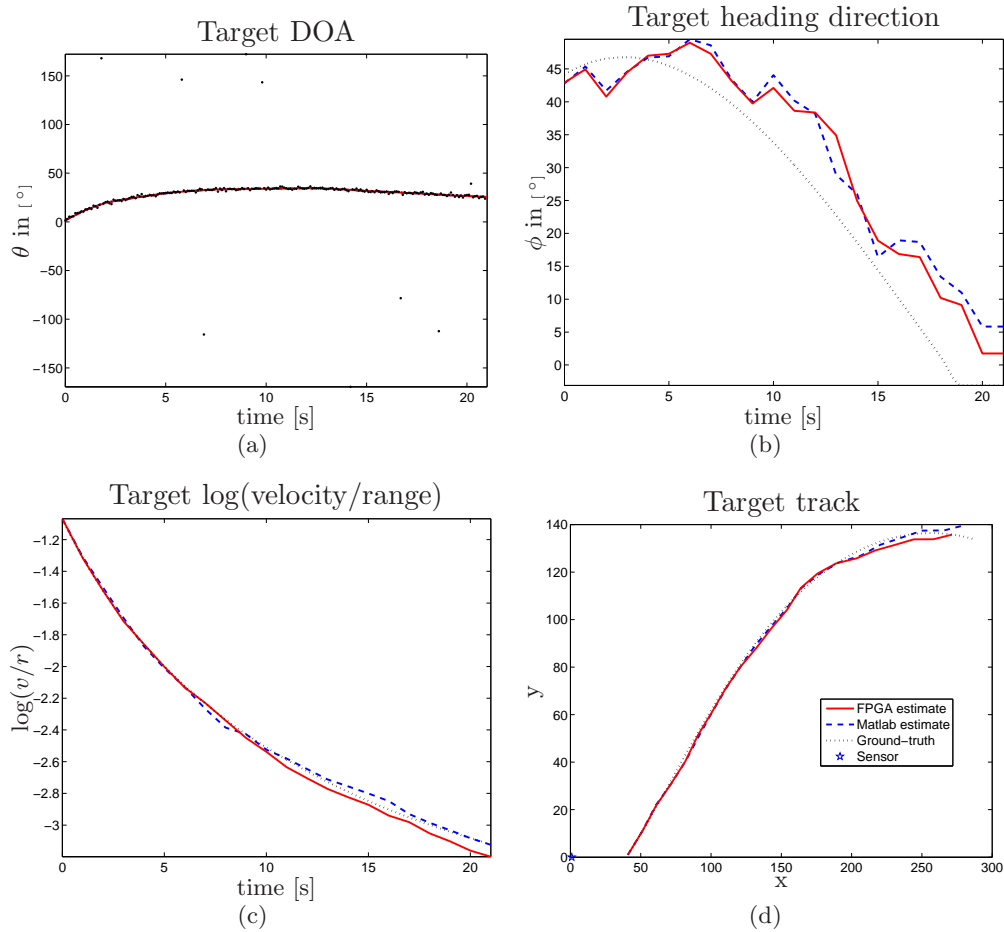 Target DOA
150
100
50
0
−50
−100
−150
θ in [°]
0 5 10 15 20
time [s]
(a)
Target heading direction
45
40
35
30
25
20
15
10
5
0
ϕ in [°]
0 5 10 15 20
time [s]
(b)
Target log(velocity/range)
−1.2
−1.4
−1.6
−1.8
−2
−2.2
−2.4
−2.6
−2.8
−3
log(v/r)
0 5 10 15 20
time [s]
(c)
Target track
140
120
100
80
60
40
20
0
y
FPGA estimate
Matlab estimate
Ground−truth
Sensor
0 50 100 150 200 250 300
x
(d)